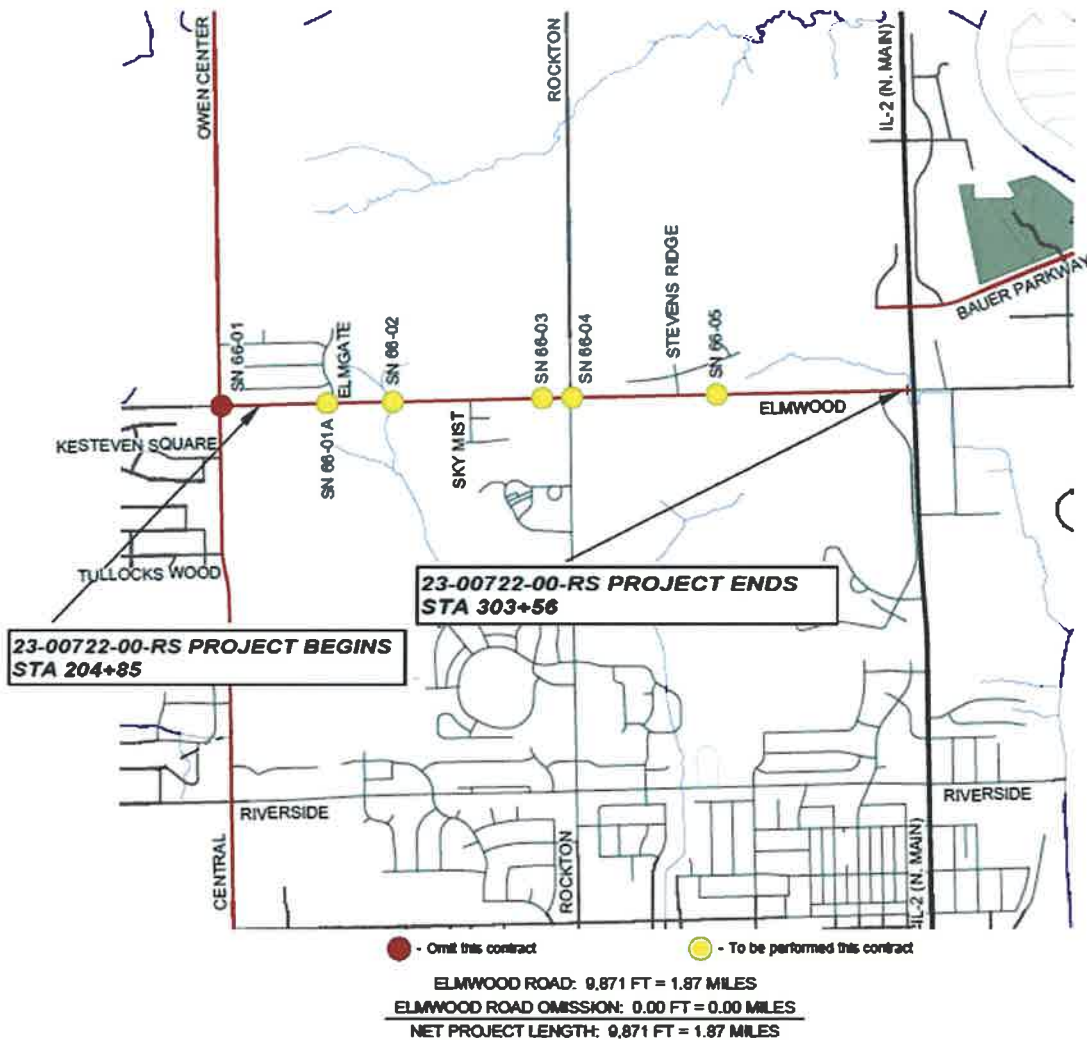 OWEN CENTER
ROCKTON
IL-2 (N. MAIN)
BAUER PARKWAY
SN 66-01
ELMGATE
SN 66-02
SN 66-03
SN 66-04
STEVENS RIDGE
SN 66-05
ELMWOOD
KESTEVEN SQUARE
SN 66-01A
SKY MIST
TULLOCKS WOOD
23-00722-00-RS PROJECT ENDS
STA 303+56
23-00722-00-RS PROJECT BEGINS
STA 204+85
RIVERSIDE
RIVERSIDE
CENTRAL
ROCKTON
IL-2 (N. MAIN)
- Omit this contract
- To be performed this contract
ELMWOOD ROAD: 9,871 FT = 1.87 MILES
ELMWOOD ROAD OMISSION: 0.00 FT = 0.00 MILES
NET PROJECT LENGTH: 9,871 FT = 1.87 MILES